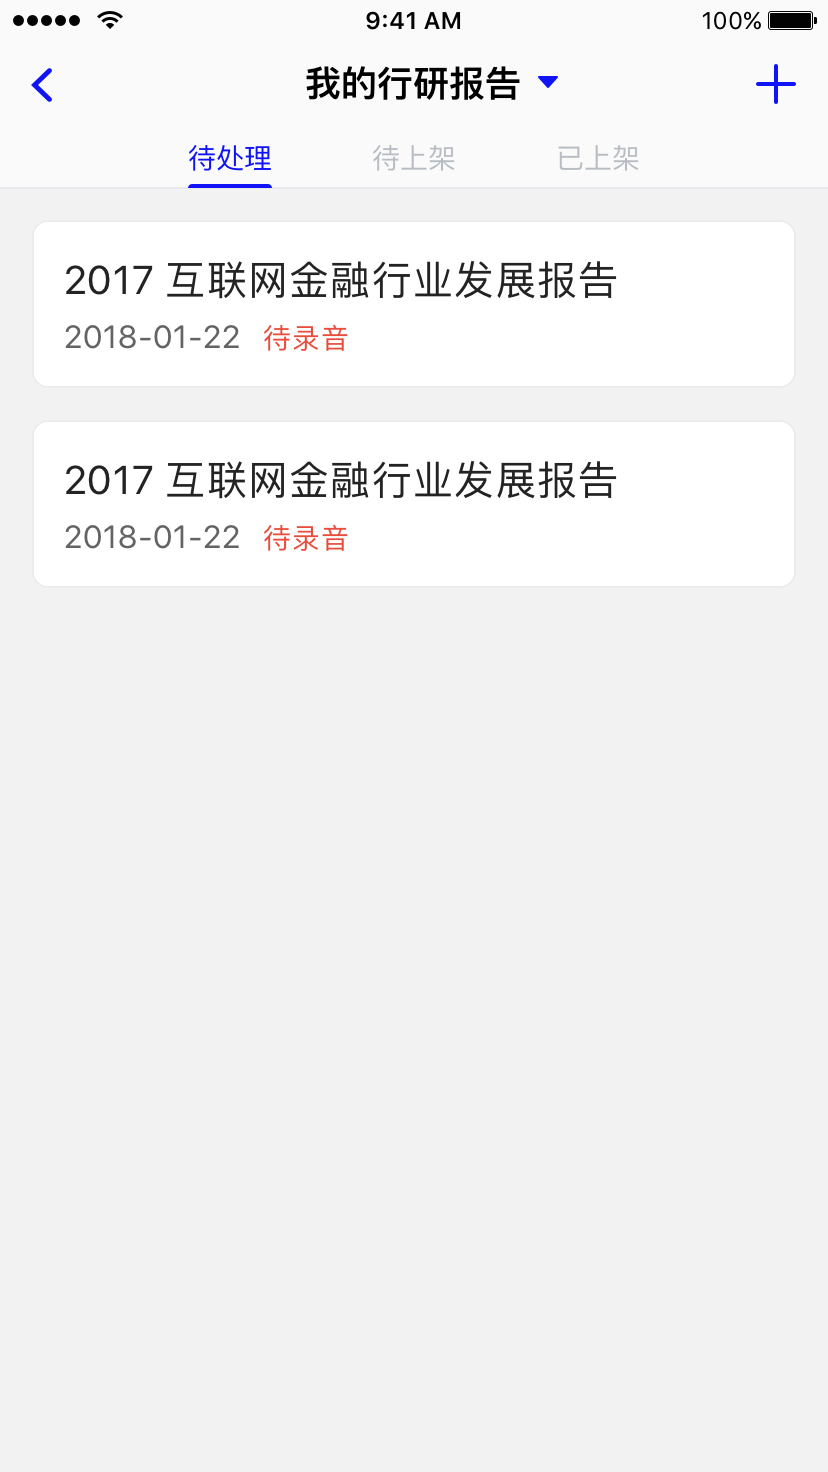 9:41 AM 100%
我的行研报告
待处理 待上架 已上架
2017 互联网金融行业发展报告
2018-01-22 待录音
2017 互联网金融行业发展报告
2018-01-22 待录音